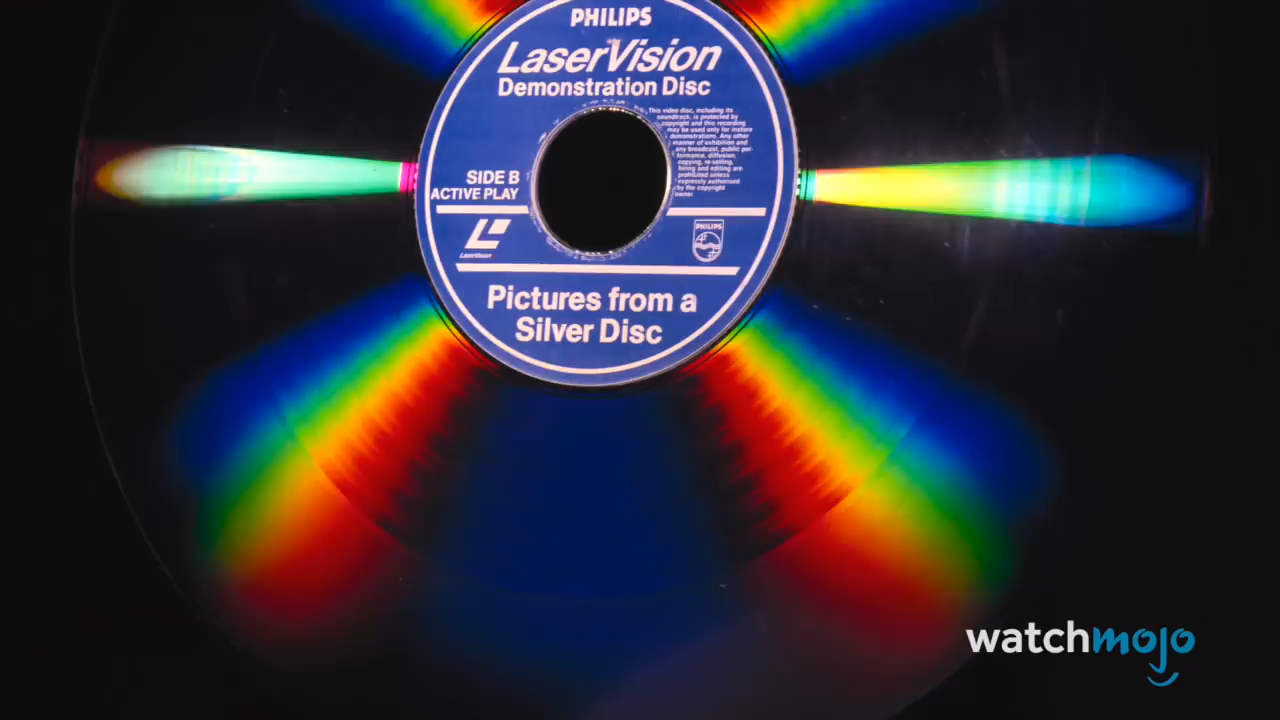 PHILIPS
LaserVision
Demonstration Disc
This video disc, including its
soundtrack, is protected by
copyright and this recording
may be used only for instore
demonstrations. Any other
manner of exhibition and
any broadcast, public per-
formance, diffusion,
copying, re-selling,
hiring and editing are
prohibited unless
expressly authorised
by the copyright
owner.
SIDE B
ACTIVE PLAY
LaserVision
PHILIPS
Pictures from a
Silver Disc
watchmojo